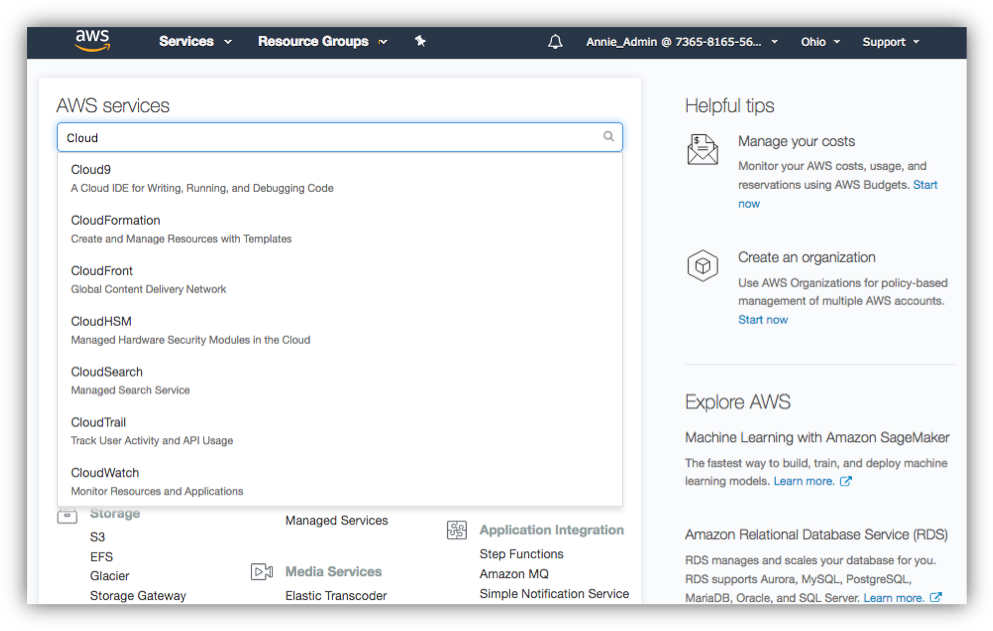 aws Services Resource Groups Annie_Admin @ 7365-8165-56... Ohio Support
AWS services
Cloud
Cloud9
A Cloud IDE for Writing, Running, and Debugging Code
CloudFormation
Create and Manage Resources with Templates
CloudFront
Global Content Delivery Network
CloudHSM
Managed Hardware Security Modules in the Cloud
CloudSearch
Managed Search Service
CloudTrail
Track User Activity and API Usage
CloudWatch
Monitor Resources and Applications
Storage
S3
EFS
Glacier
Storage Gateway
Managed Services
Media Services
Elastic Transcoder
Application Integration
Step Functions
Amazon MQ
Simple Notification Service
Helpful tips
Manage your costs
Monitor your AWS costs, usage, and
reservations using AWS Budgets. Start
now
Create an organization
Use AWS Organizations for policy-based
management of multiple AWS accounts.
Start now
Explore AWS
Machine Learning with Amazon SageMaker
The fastest way to build, train, and deploy machine
learning models. Learn more.
Amazon Relational Database Service (RDS)
RDS manages and scales your database for you.
RDS supports Aurora, MySQL, PostgreSQL,
MariaDB, Oracle, and SQL Server. Learn more.